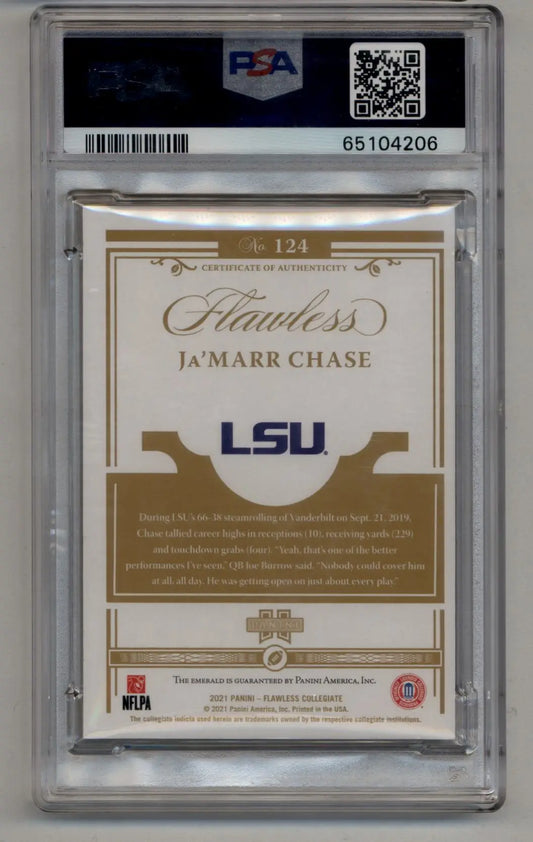 PSA
65104206
No. 124
CERTIFICATE OF AUTHENTICITY
Flawless
JA'MARR CHASE
LSU
During LSU's 66-38 steamrolling of Vanderbilt on Sept. 21, 2019,
Chase tallied career highs in receptions (10), receiving yards (229)
and touchdown grabs (four). "Yeah, that's one of the better
performances I've seen," QB Joe Burrow said. "Nobody could cover him
at all, all day. He was getting open on just about every play."
PANINI
THE EMERALD IS GUARANTEED BY PANINI AMERICA, INC.
NFLPA
2021 PANINI – FLAWLESS COLLEGIATE
© 2021 Panini America, Inc. Printed in the USA.
The collegiate indicia used herein are trademarks owned by the respective collegiate institutions.